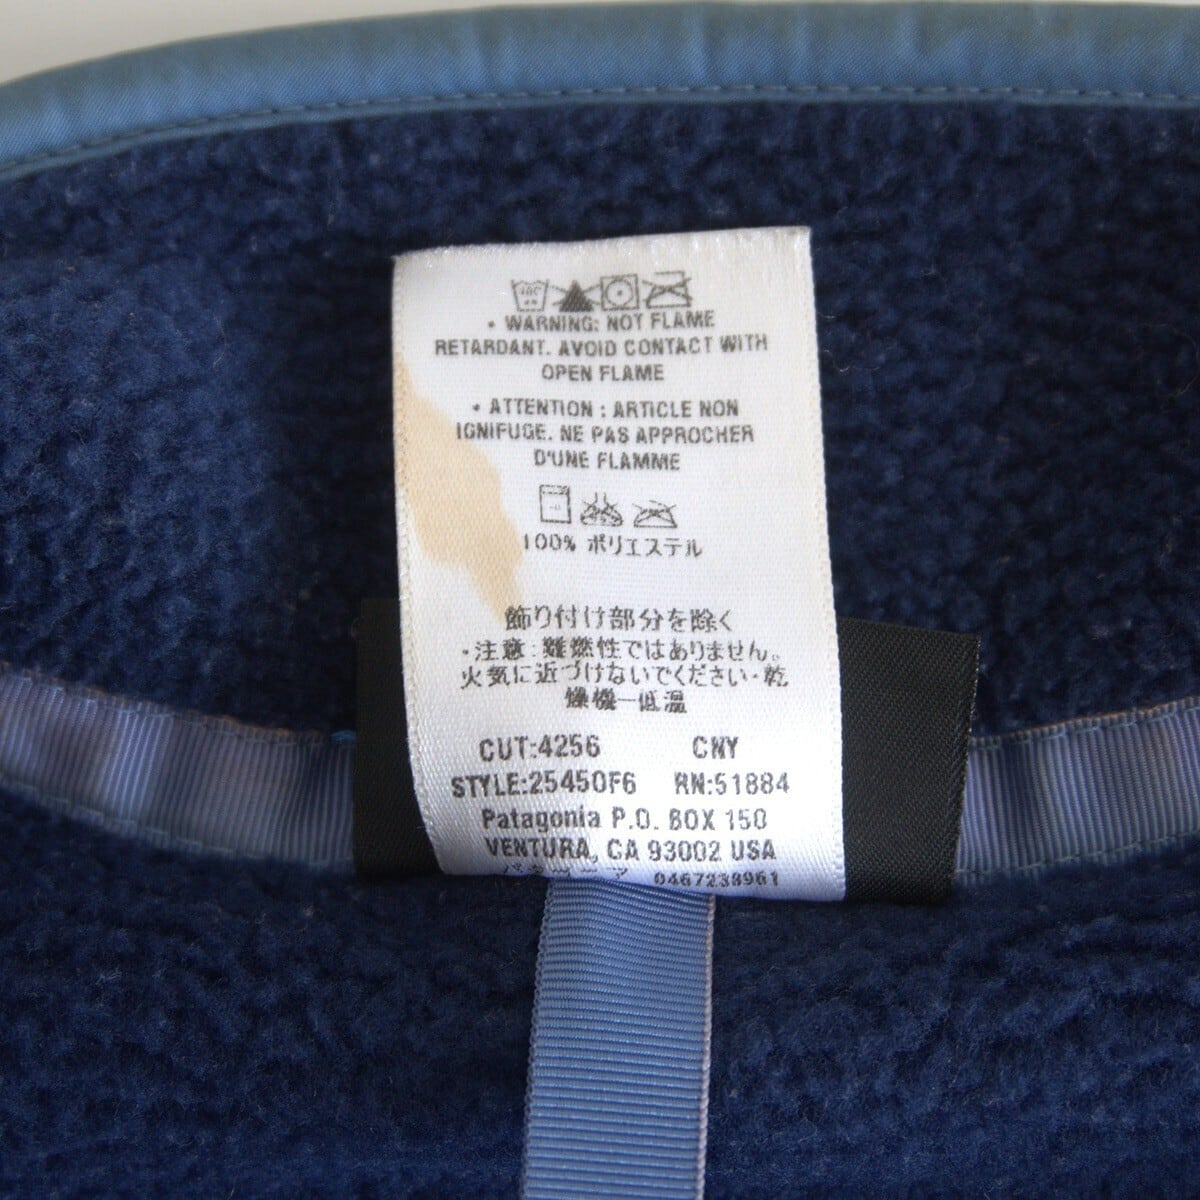 • WARNING: NOT FLAME
RETARDANT. AVOID CONTACT WITH
OPEN FLAME
• ATTENTION : ARTICLE NON
IGNIFUGE. NE PAS APPROCHER
D'UNE FLAMME
100% ポリエステル
飾り付け部分を除く
・注意：難燃性ではありません。
火気に近づけないでください・乾
燥機一低温
CUT:4256 CNY
STYLE:25450F6 RN:51884
Patagonia P.O. BOX 150
VENTURA, CA 93002 USA
0467238961